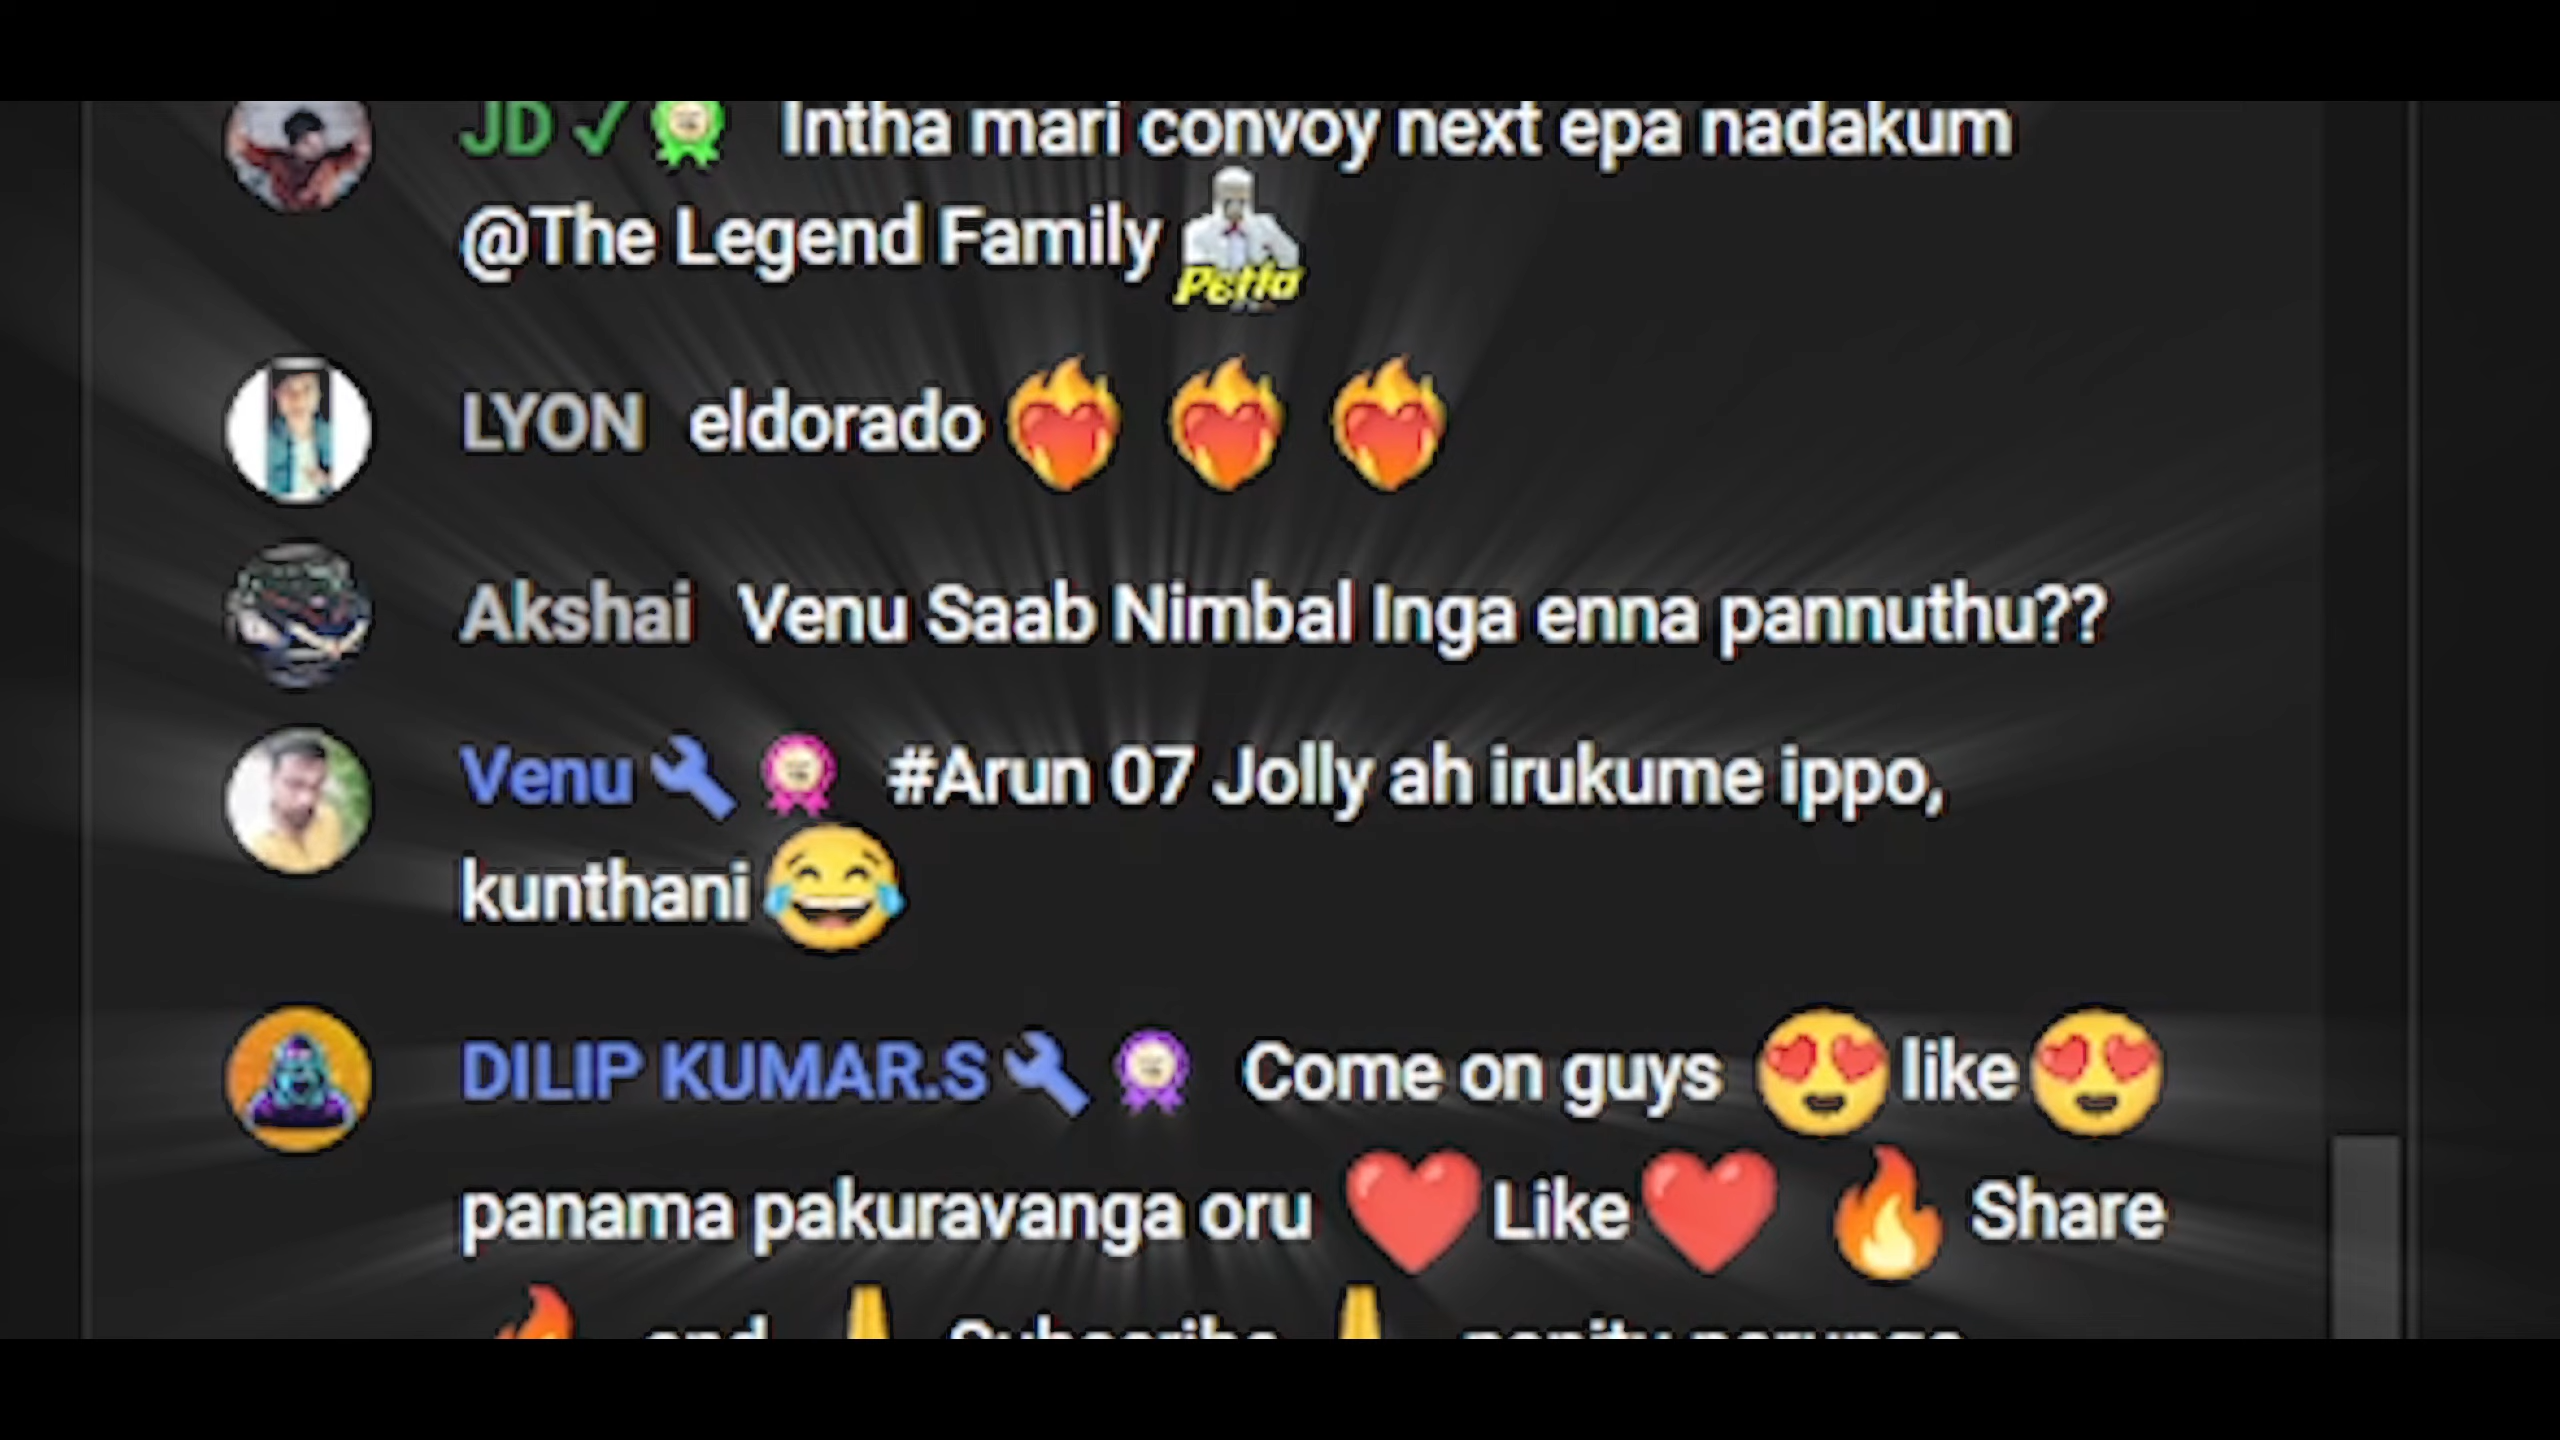 JD ✓ Intha mari convoy next epa nadakum
@The Legend Family Petta
LYON eldorado ❤️‍🔥 ❤️‍🔥 ❤️‍🔥
Akshai Venu Saab Nimbal Inga enna pannuthu??
Venu #Arun 07 Jolly ah irukume ippo,
kunthani 😂
DILIP KUMAR.S Come on guys 😍 like 😍
panama pakuravanga oru ❤️ Like ❤️ 🔥 Share
🔥 and Subscribe